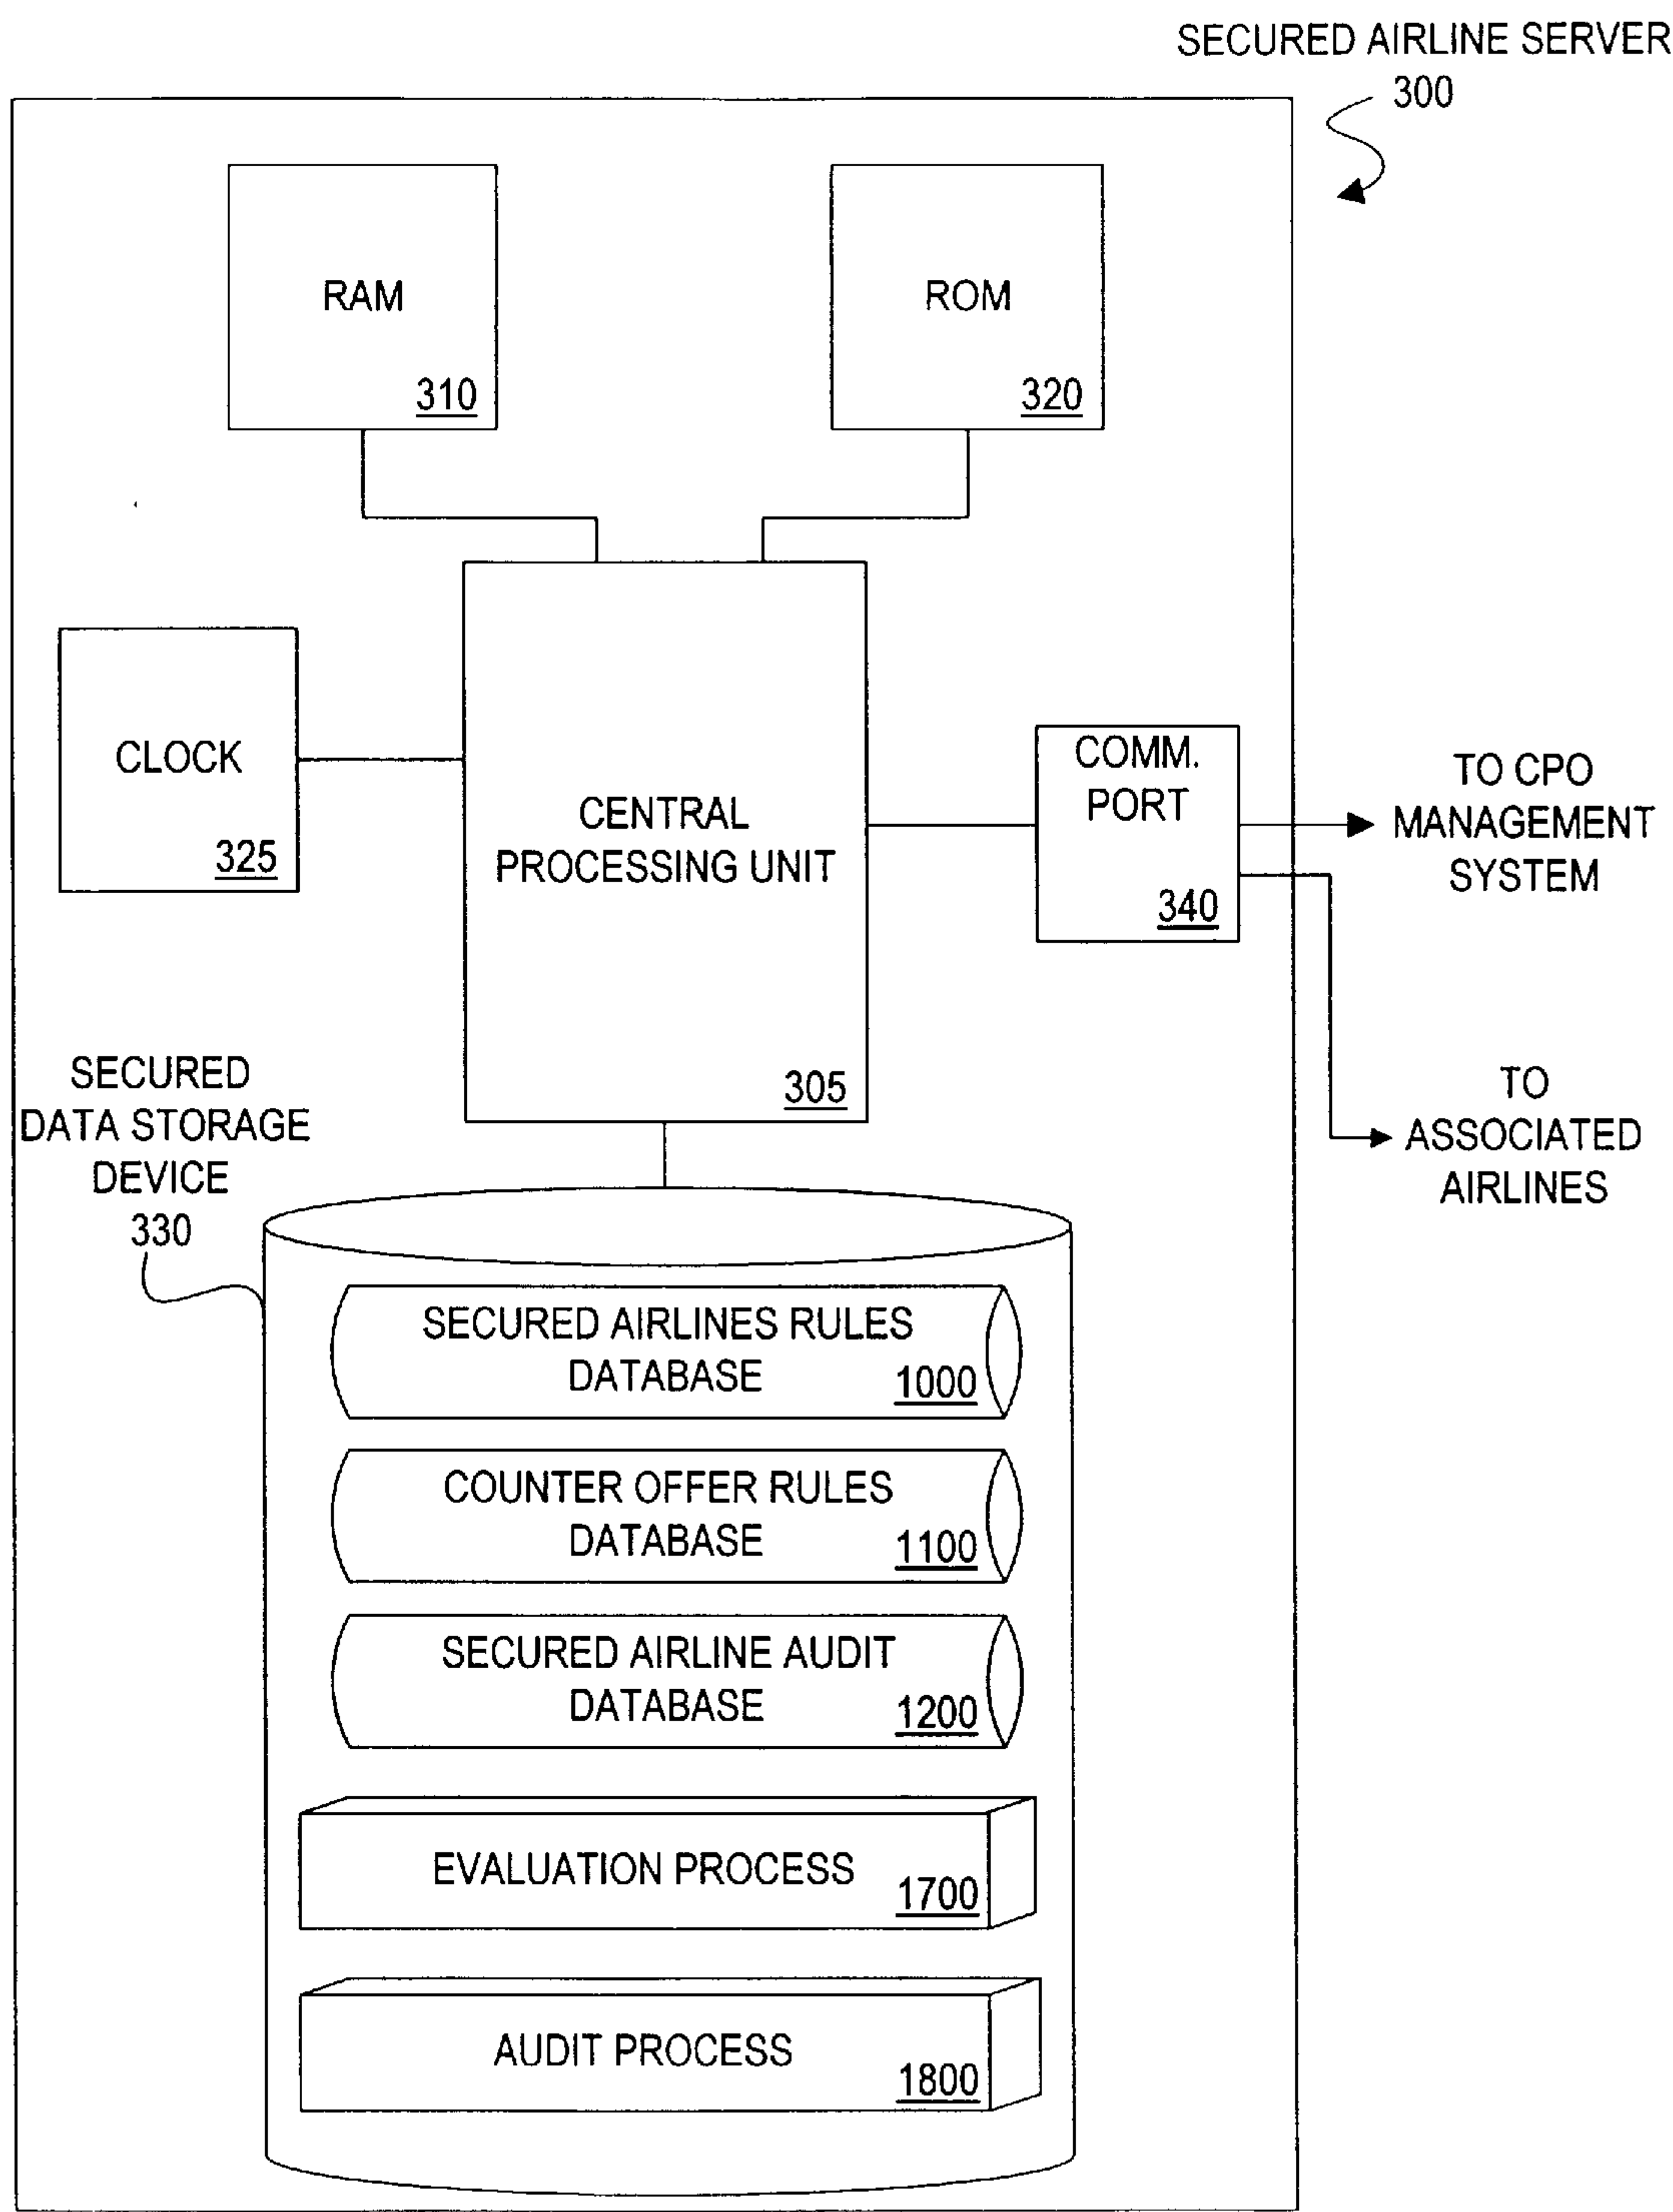 SECURED AIRLINE SERVER
300
RAM
310
ROM
320
CLOCK
325
CENTRAL
PROCESSING UNIT
305
COMM.
PORT
340
TO CPO
MANAGEMENT
SYSTEM
TO
ASSOCIATED
AIRLINES
SECURED
DATA STORAGE
DEVICE
330
SECURED AIRLINES RULES
DATABASE
1000
COUNTER OFFER RULES
DATABASE
1100
SECURED AIRLINE AUDIT
DATABASE
1200
EVALUATION PROCESS
1700
AUDIT PROCESS
1800